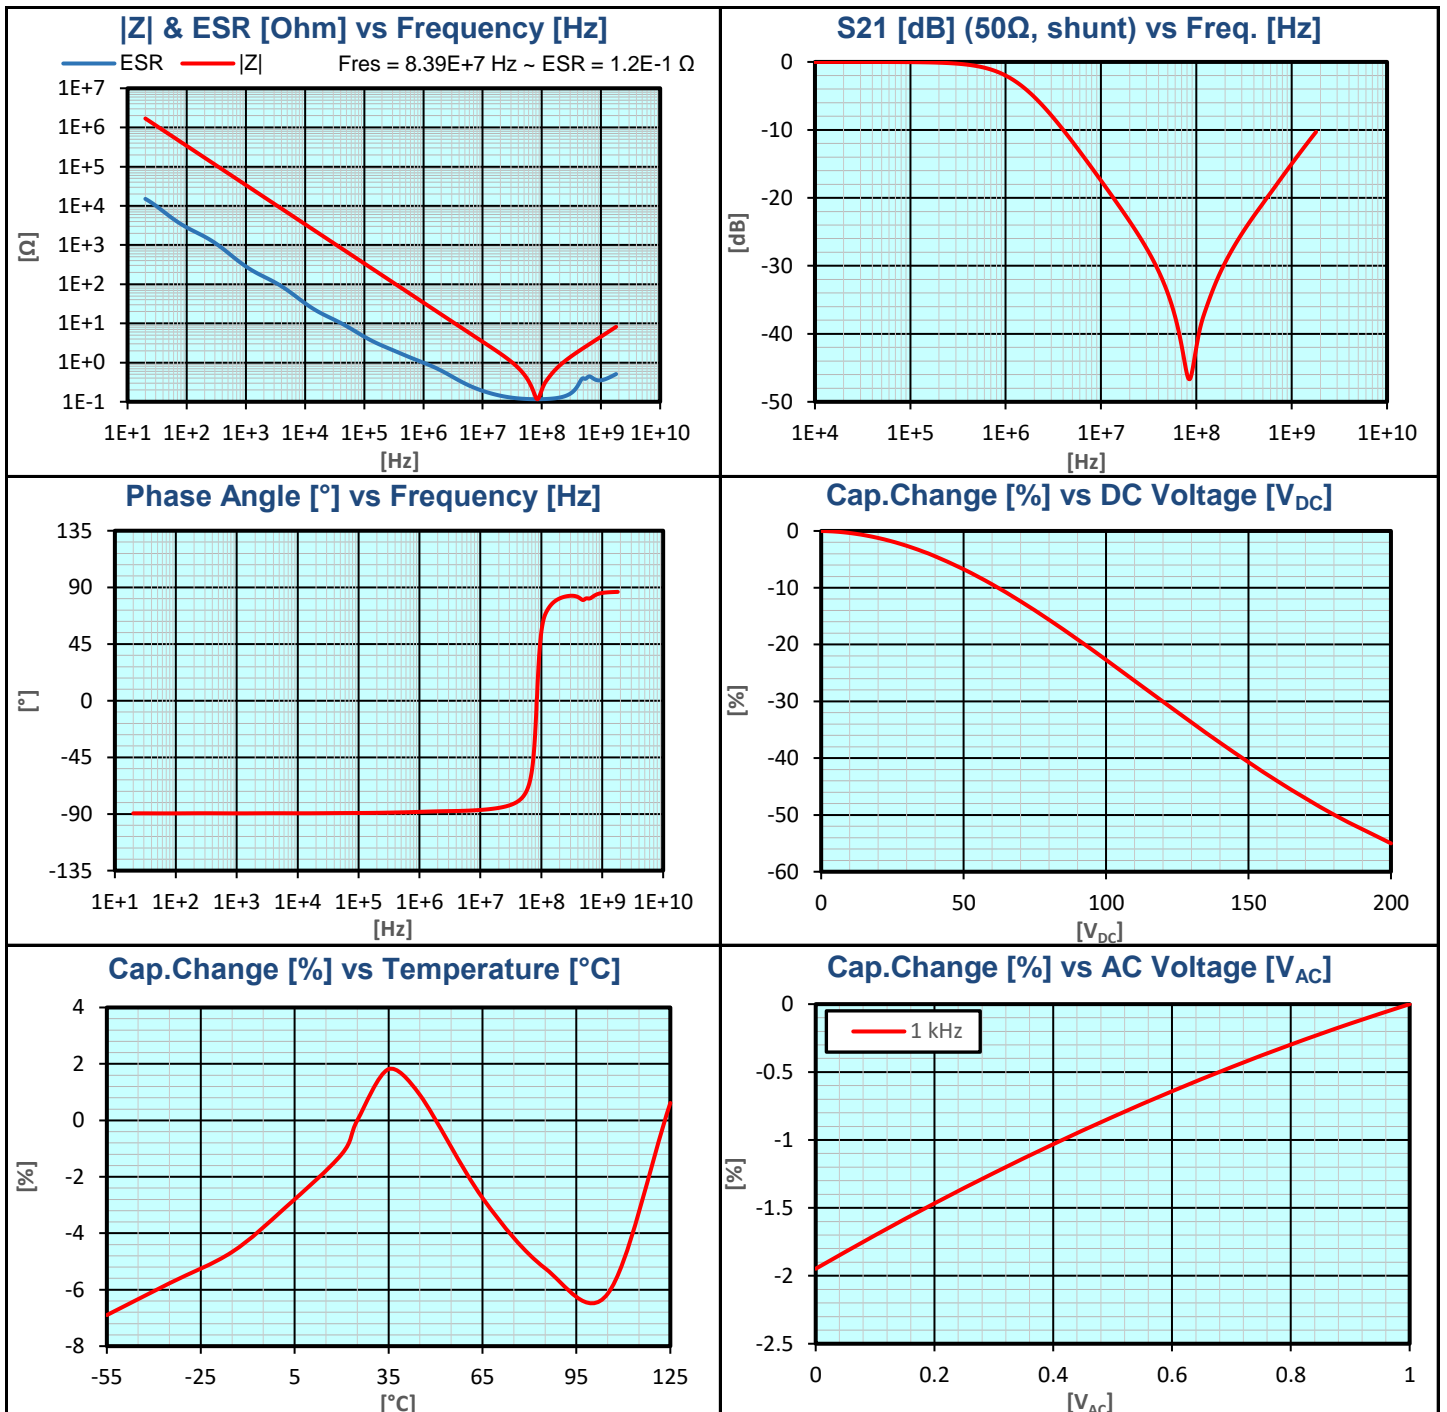 |Z| & ESR [Ohm] vs Frequency [Hz]
ESR |Z| Fres = 8.39E+7 Hz ~ ESR = 1.2E-1 Ω
1E+7
1E+6
1E+5
1E+4
1E+3
1E+2
1E+1
1E+0
1E-1
[Ω]
1E+1 1E+2 1E+3 1E+4 1E+5 1E+6 1E+7 1E+8 1E+9 1E+10
[Hz]
S21 [dB] (50Ω, shunt) vs Freq. [Hz]
0
-10
-20
-30
-40
-50
[dB]
1E+4 1E+5 1E+6 1E+7 1E+8 1E+9 1E+10
[Hz]
Phase Angle [°] vs Frequency [Hz]
135
90
45
0
-45
-90
-135
[°]
1E+1 1E+2 1E+3 1E+4 1E+5 1E+6 1E+7 1E+8 1E+9 1E+10
[Hz]
Cap.Change [%] vs DC Voltage [VDC]
0
-10
-20
-30
-40
-50
-60
[%]
0 50 100 150 200
[VDC]
Cap.Change [%] vs Temperature [°C]
4
2
0
-2
-4
-6
-8
[%]
-55 -25 5 35 65 95 125
[°C]
Cap.Change [%] vs AC Voltage [VAC]
1 kHz
0
-0.5
-1
-1.5
-2
-2.5
[%]
0 0.2 0.4 0.6 0.8 1
[VAC]